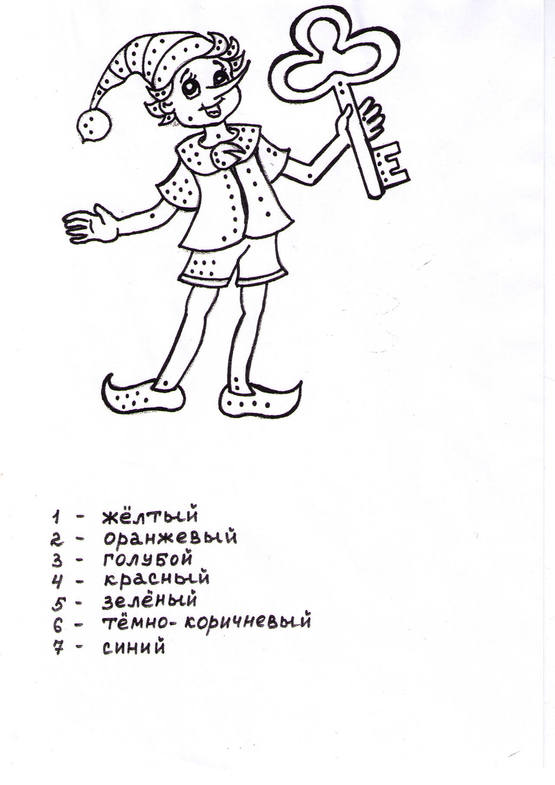 1 - жёлтый
2 - оранжевый
3 - голубой
4 - красный
5 - зелёный
6 - тёмно-коричневый
7 - синий